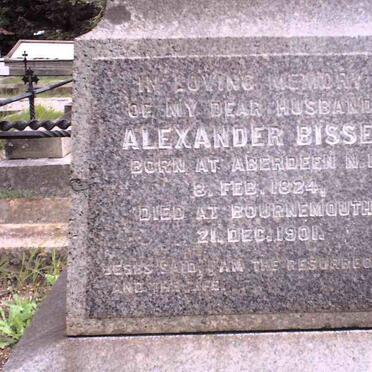 IN LOVING MEMORY
OF MY DEAR HUSBAND
ALEXANDER BISSE
BORN AT ABERDEEN N.
3. FEB. 1824.
DIED AT BOURNEMOUTH
21. DEC. 1901.
JESUS SAID, I AM THE RESURREC
AND THE LIFE.